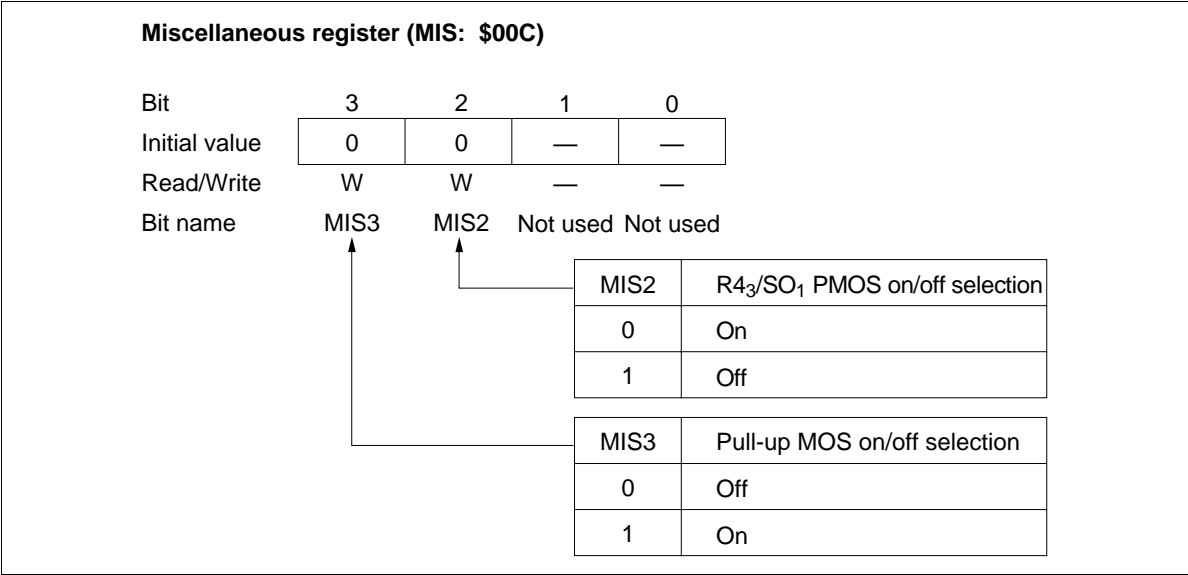 Miscellaneous register (MIS: $00C)
Bit 3 2 1 0
Initial value 0 0 — —
Read/Write W W — —
Bit name MIS3 MIS2 Not used Not used
MIS2 R4₃/SO₁ PMOS on/off selection
0 On
1 Off
MIS3 Pull-up MOS on/off selection
0 Off
1 On